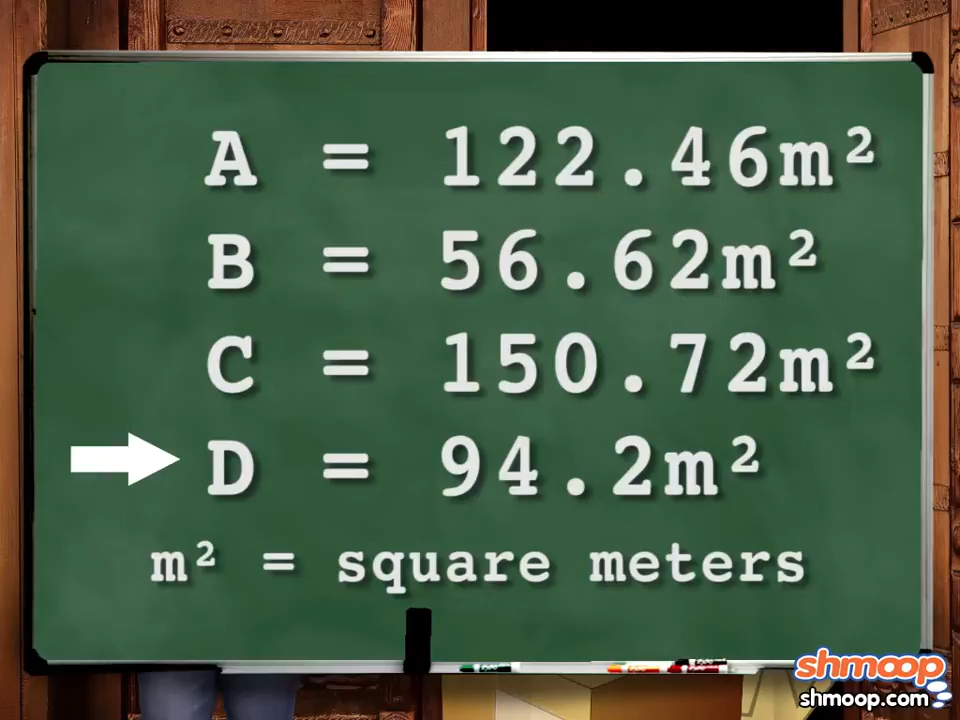 A = 122.46m²
B = 56.62m²
C = 150.72m²
D = 94.2m²
m² = square meters
shmoop
shmoop.com